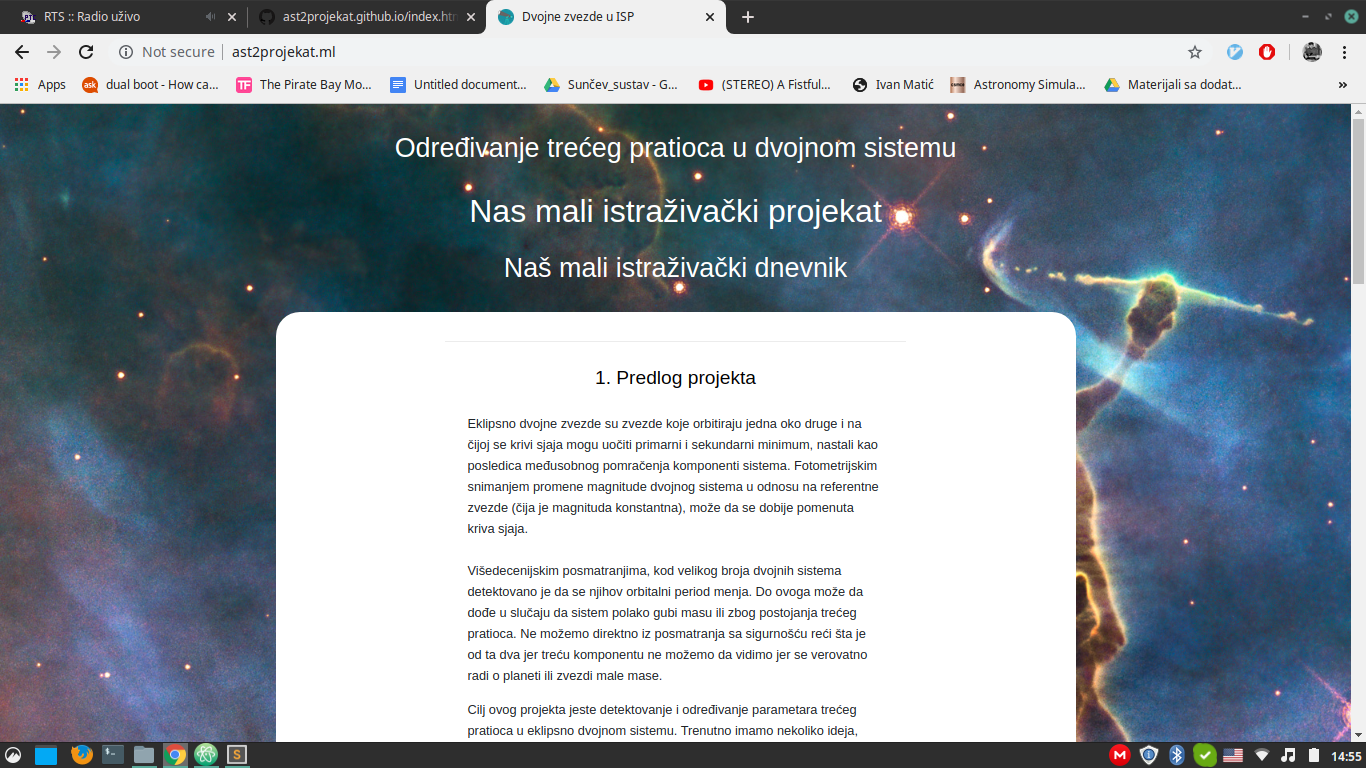 RTS :: Radio uživo
ast2projekat.github.io/index.htm
Dvojne zvezde u ISP
Not secure
ast2projekat.ml
Apps
dual boot - How ca...
The Pirate Bay Mo...
Untitled document...
Sunčev_sustav - G...
(STEREO) A Fistful...
Ivan Matić
Astronomy Simula...
Materijali sa dodat...
»
Određivanje trećeg pratioca u dvojnom sistemu
Nas mali istraživački projekat
Naš mali istraživački dnevnik
1. Predlog projekta
Eklipsno dvojne zvezde su zvezde koje orbitiraju jedna oko druge i na
čijoj se krivi sjaja mogu uočiti primarni i sekundarni minimum, nastali kao
posledica međusobnog pomračenja komponenti sistema. Fotometrijskim
snimanjem promene magnitude dvojnog sistema u odnosu na referentne
zvezde (čija je magnituda konstantna), može da se dobije pomenuta
kriva sjaja.
Višedecenijskim posmatranjima, kod velikog broja dvojnih sistema
detektovano je da se njihov orbitalni period menja. Do ovoga može da
dođe u slučaju da sistem polako gubi masu ili zbog postojanja trećeg
pratioca. Ne možemo direktno iz posmatranja sa sigurnošću reći šta je
od ta dva jer treću komponentu ne možemo da vidimo jer se verovatno
radi o planeti ili zvezdi male mase.
Cilj ovog projekta jeste detektovanje i određivanje parametara trećeg
pratioca u eklipsno dvojnom sistemu. Trenutno imamo nekoliko ideja,
14:55